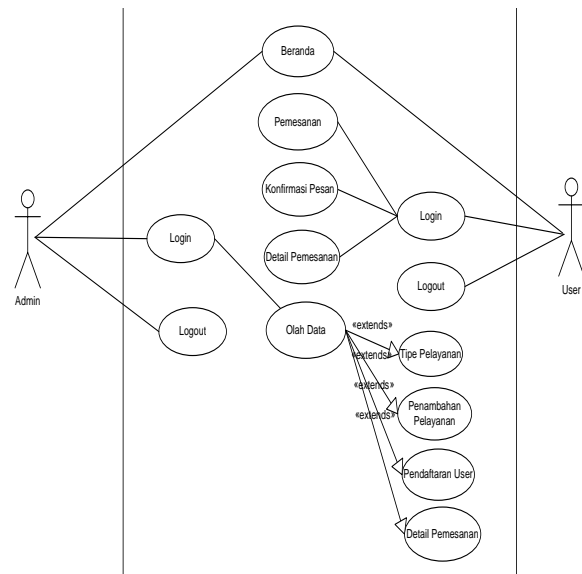 Beranda
Pemesanan
Konfirmasi Pesan
Login
Login
Detail Pemesanan
Admin
User
Logout
Logout
Olah Data
«extends»
«extends»
Tipe Pelayanan
«extends»
«extends»
Penambahan
Pelayanan
Pendaftaran User
Detail Pemesanan